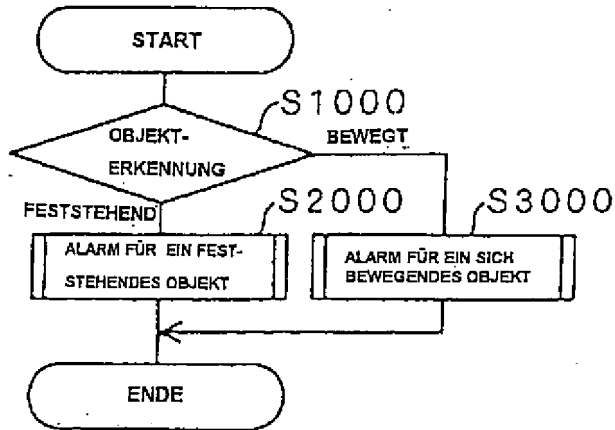 START
S1000
OBJEKT-
ERKENNUNG
BEWEGT
FESTSTEHEND
S2000
S3000
ALARM FÜR EIN FEST-
STEHENDES OBJEKT
ALARM FÜR EIN SICH
BEWEGENDES OBJEKT
ENDE